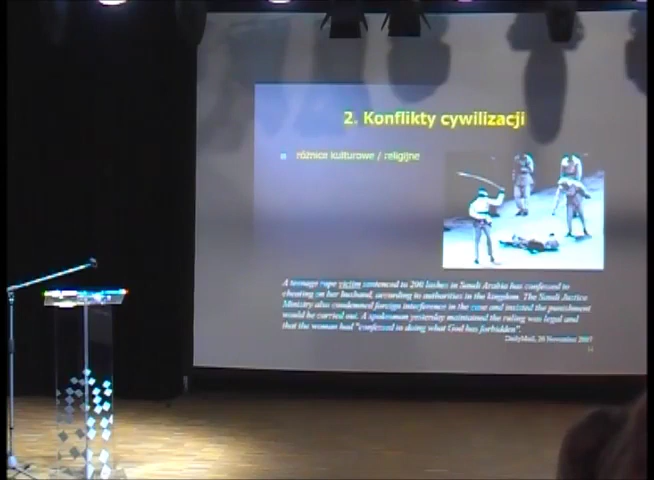 2. Konflikty cywilizacji
różnice kulturowe / religijne
A teenage rape victim sentenced to 200 lashes in Saudi Arabia has confessed to
cheating on her husband, according to authorities in the kingdom. The Saudi Justice
Ministry also condemned foreign interference in the case and insisted the punishment
would be carried out. A spokesman yesterday maintained the ruling was legal and
that the woman had "confessed to doing what God has forbidden".
DailyMail, 26 November 2007